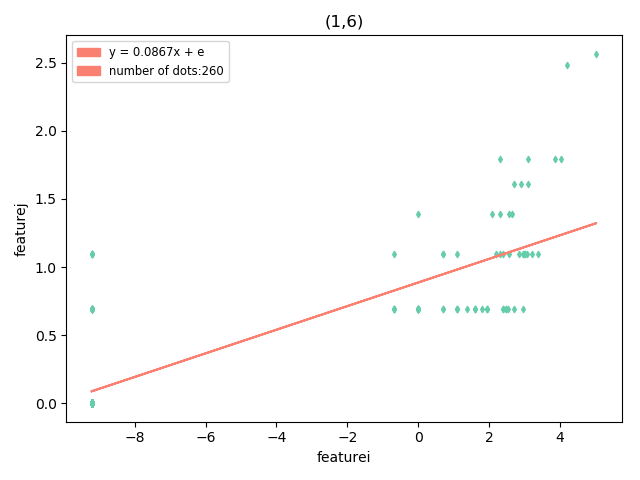 (1,6)
y = 0.0867x + e
number of dots:260
featurej
2.5
2.0
1.5
1.0
0.5
0.0
−8 −6 −4 −2 0 2 4
featurei